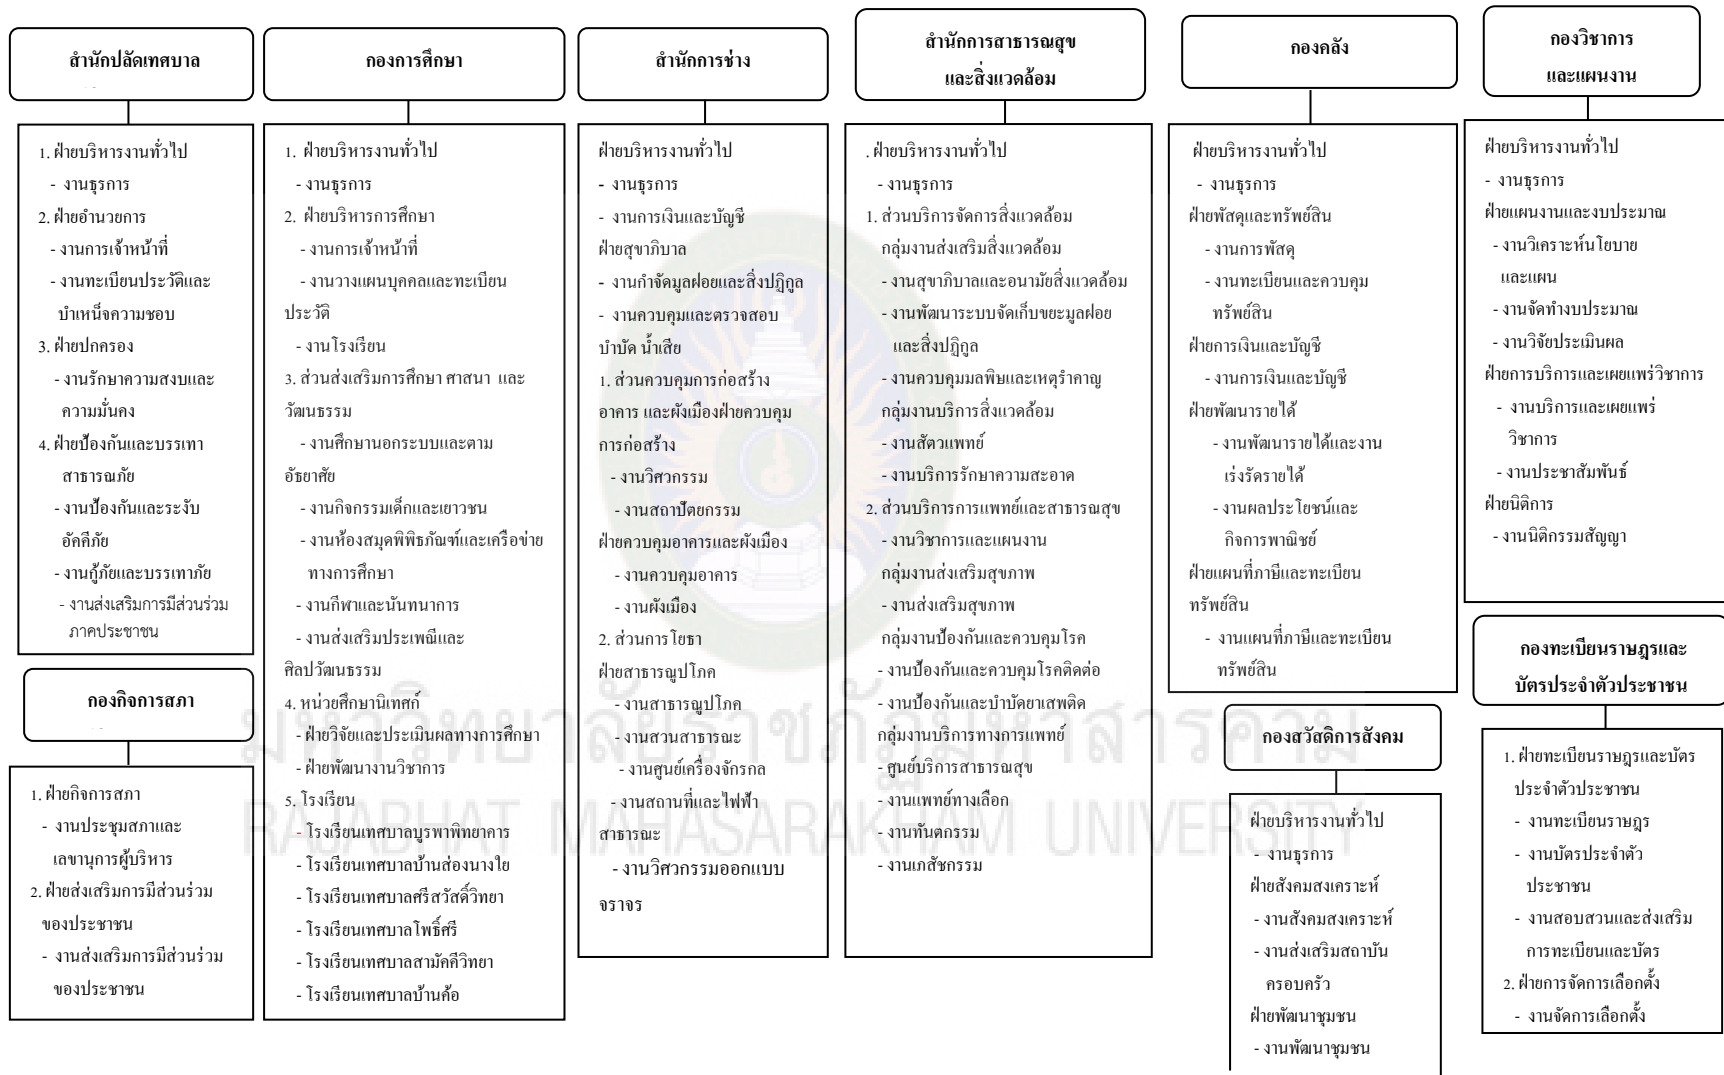 สำนักปลัดเทศบาล
1. ฝ่ายบริหารงานทั่วไป
- งานธุรการ
2. ฝ่ายอำนวยการ
- งานการเจ้าหน้าที่
- งานทะเบียนประวัติและ
บำเหน็จความชอบ
3. ฝ่ายปกครอง
- งานรักษาความสงบและ
ความมั่นคง
4. ฝ่ายป้องกันและบรรเทา
สาธารณภัย
- งานป้องกันและระงับ
อัคคีภัย
- งานกู้ภัยและบรรเทาภัย
- งานส่งเสริมการมีส่วนร่วม
ภาคประชาชน
กองกิจการสภา
1. ฝ่ายกิจการสภา
- งานประชุมสภาและ
เลขานุการผู้บริหาร
2. ฝ่ายส่งเสริมการมีส่วนร่วม
ของประชาชน
- งานส่งเสริมการมีส่วนร่วม
ของประชาชน
กองการศึกษา
1. ฝ่ายบริหารงานทั่วไป
- งานธุรการ
2. ฝ่ายบริหารการศึกษา
- งานการเจ้าหน้าที่
- งานวางแผนบุคคลและทะเบียน
ประวัติ
- งานโรงเรียน
3. ส่วนส่งเสริมการศึกษา ศาสนา และ
วัฒนธรรม
- งานศึกษานอกระบบและตาม
อัธยาศัย
- งานกิจกรรมเด็กและเยาวชน
- งานห้องสมุดพิพิธภัณฑ์และเครือข่าย
ทางการศึกษา
- งานกีฬาและนันทนาการ
- งานส่งเสริมประเพณีและ
ศิลปวัฒนธรรม
4. หน่วยศึกษานิเทศก์
- ฝ่ายวิจัยและประเมินผลทางการศึกษา
- ฝ่ายพัฒนางานวิชาการ
5. โรงเรียน
- โรงเรียนเทศบาลบูรพาพิทยาคาร
- โรงเรียนเทศบาลบ้านส่องนางใย
- โรงเรียนเทศบาลศรีสวัสดิ์วิทยา
- โรงเรียนเทศบาลโพธิ์ศรี
- โรงเรียนเทศบาลสามัคคีวิทยา
- โรงเรียนเทศบาลบ้านค้อ
สำนักการช่าง
ฝ่ายบริหารงานทั่วไป
- งานธุรการ
- งานการเงินและบัญชี
ฝ่ายสุขาภิบาล
- งานกำจัดมูลฝอยและสิ่งปฏิกูล
- งานควบคุมและตรวจสอบ
บำบัด น้ำเสีย
1. ส่วนควบคุมการก่อสร้าง
อาคาร และผังเมืองฝ่ายควบคุม
การก่อสร้าง
- งานวิศวกรรม
- งานสถาปัตยกรรม
ฝ่ายควบคุมอาคารและผังเมือง
- งานควบคุมอาคาร
- งานผังเมือง
2. ส่วนการโยธา
ฝ่ายสาธารณูปโภค
- งานสาธารณูปโภค
- งานสวนสาธารณะ
- งานศูนย์เครื่องจักรกล
- งานสถานที่และไฟฟ้า
สาธารณะ
- งานวิศวกรรมออกแบบ
จราจร
สำนักการสาธารณสุข
และสิ่งแวดล้อม
.ฝ่ายบริหารงานทั่วไป
- งานธุรการ
1. ส่วนบริการจัดการสิ่งแวดล้อม
กลุ่มงานส่งเสริมสิ่งแวดล้อม
- งานสุขาภิบาลและอนามัยสิ่งแวดล้อม
- งานพัฒนาระบบจัดเก็บขยะมูลฝอย
และสิ่งปฏิกูล
- งานควบคุมมลพิษและเหตุรำคาญ
กลุ่มงานบริการสิ่งแวดล้อม
- งานสัตวแพทย์
- งานบริการรักษาความสะอาด
2. ส่วนบริการการแพทย์และสาธารณสุข
- งานวิชาการและแผนงาน
กลุ่มงานส่งเสริมสุขภาพ
- งานส่งเสริมสุขภาพ
กลุ่มงานป้องกันและควบคุมโรค
- งานป้องกันและควบคุมโรคติดต่อ
- งานป้องกันและบำบัดยาเสพติด
กลุ่มงานบริการทางการแพทย์
- ศูนย์บริการสาธารณสุข
- งานแพทย์ทางเลือก
- งานทันตกรรม
- งานเภสัชกรรม
กองคลัง
ฝ่ายบริหารงานทั่วไป
- งานธุรการ
ฝ่ายพัสดุและทรัพย์สิน
- งานการพัสดุ
- งานทะเบียนและควบคุม
ทรัพย์สิน
ฝ่ายการเงินและบัญชี
- งานการเงินและบัญชี
ฝ่ายพัฒนารายได้
- งานพัฒนารายได้และงาน
เร่งรัดรายได้
- งานผลประโยชน์และ
กิจการพาณิชย์
ฝ่ายแผนที่ภาษีและทะเบียน
ทรัพย์สิน
- งานแผนที่ภาษีและทะเบียน
ทรัพย์สิน
กองสวัสดิการสังคม
ฝ่ายบริหารงานทั่วไป
- งานธุรการ
ฝ่ายสังคมสงเคราะห์
- งานสังคมสงเคราะห์
- งานส่งเสริมสถาบัน
ครอบครัว
ฝ่ายพัฒนาชุมชน
- งานพัฒนาชุมชน
กองวิชาการ
และแผนงาน
ฝ่ายบริหารงานทั่วไป
- งานธุรการ
ฝ่ายแผนงานและงบประมาณ
- งานวิเคราะห์นโยบาย
และแผน
- งานจัดทำงบประมาณ
- งานวิจัยประเมินผล
ฝ่ายการบริการและเผยแพร่วิชาการ
- งานบริการและเผยแพร่
วิชาการ
- งานประชาสัมพันธ์
ฝ่ายนิติการ
- งานนิติกรรมสัญญา
กองทะเบียนราษฎรและ
บัตรประจำตัวประชาชน
1. ฝ่ายทะเบียนราษฎรและบัตร
ประจำตัวประชาชน
- งานทะเบียนราษฎร
- งานบัตรประจำตัว
ประชาชน
- งานสอบสวนและส่งเสริม
การทะเบียนและบัตร
2. ฝ่ายการจัดการเลือกตั้ง
- งานจัดการเลือกตั้ง
มหาวิทยาลัยราชภัฏมหาสารคาม
RAJABHAT MAHASARAKHAM UNIVERSITY